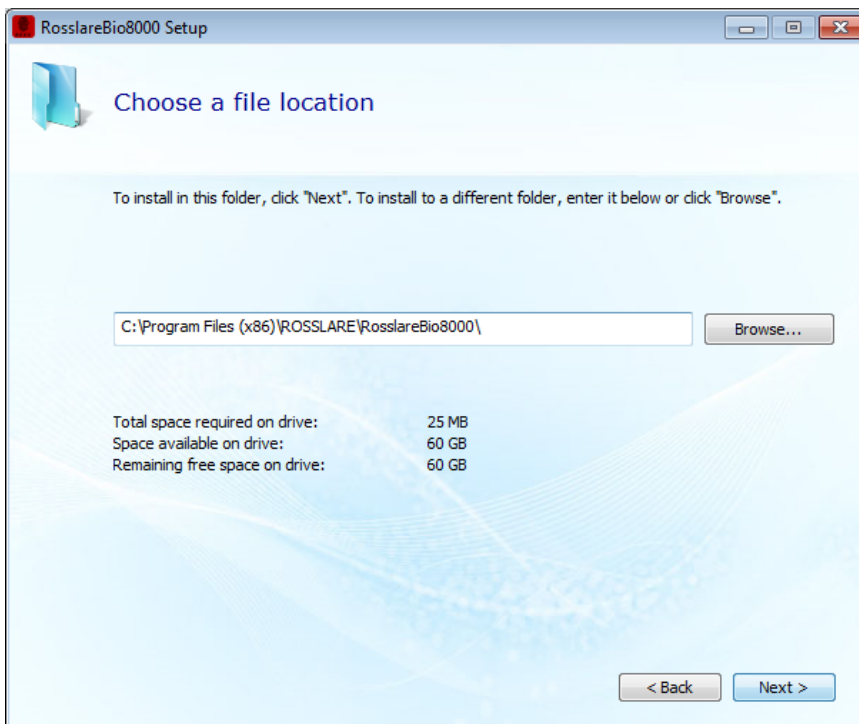 RosslareBio8000 Setup
Choose a file location
To install in this folder, click "Next". To install to a different folder, enter it below or click "Browse".
C:\Program Files (x86)\ROSSLARE\RosslareBio8000\
Browse...
Total space required on drive: 25 MB
Space available on drive: 60 GB
Remaining free space on drive: 60 GB
< Back
Next >